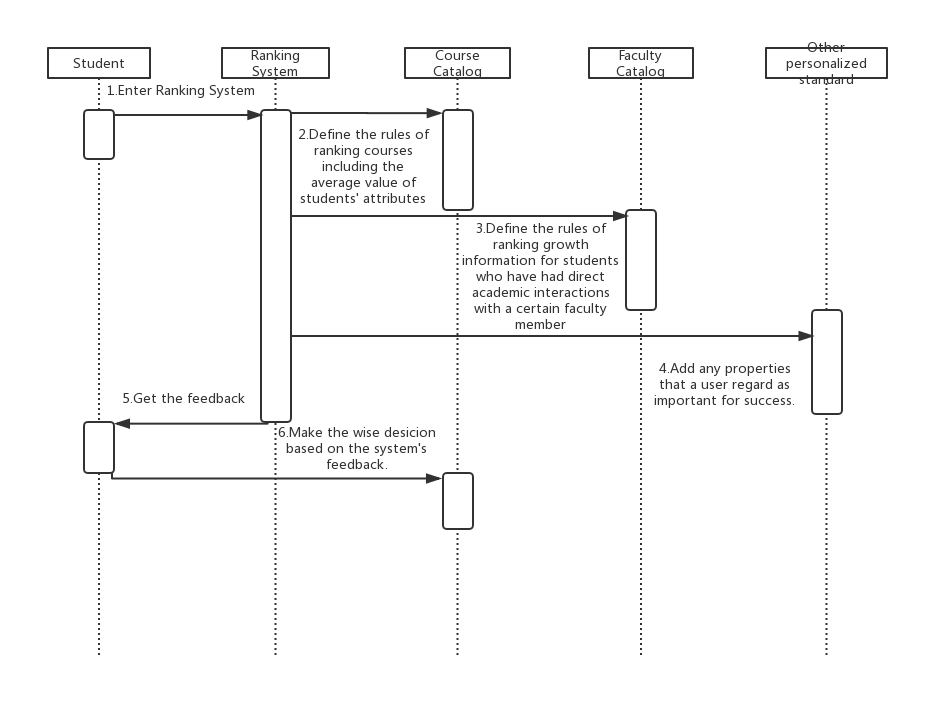 Student
Ranking
System
Course
Catalog
Faculty
Catalog
Other
personalized
standard
1.Enter Ranking System
2.Define the rules of
ranking courses
including the
average value of
students' attributes
3.Define the rules of
ranking growth
information for students
who have had direct
academic interactions
with a certain faculty
member
4.Add any properties
that a user regard as
important for success.
5.Get the feedback
6.Make the wise desicion
based on the system's
feedback.